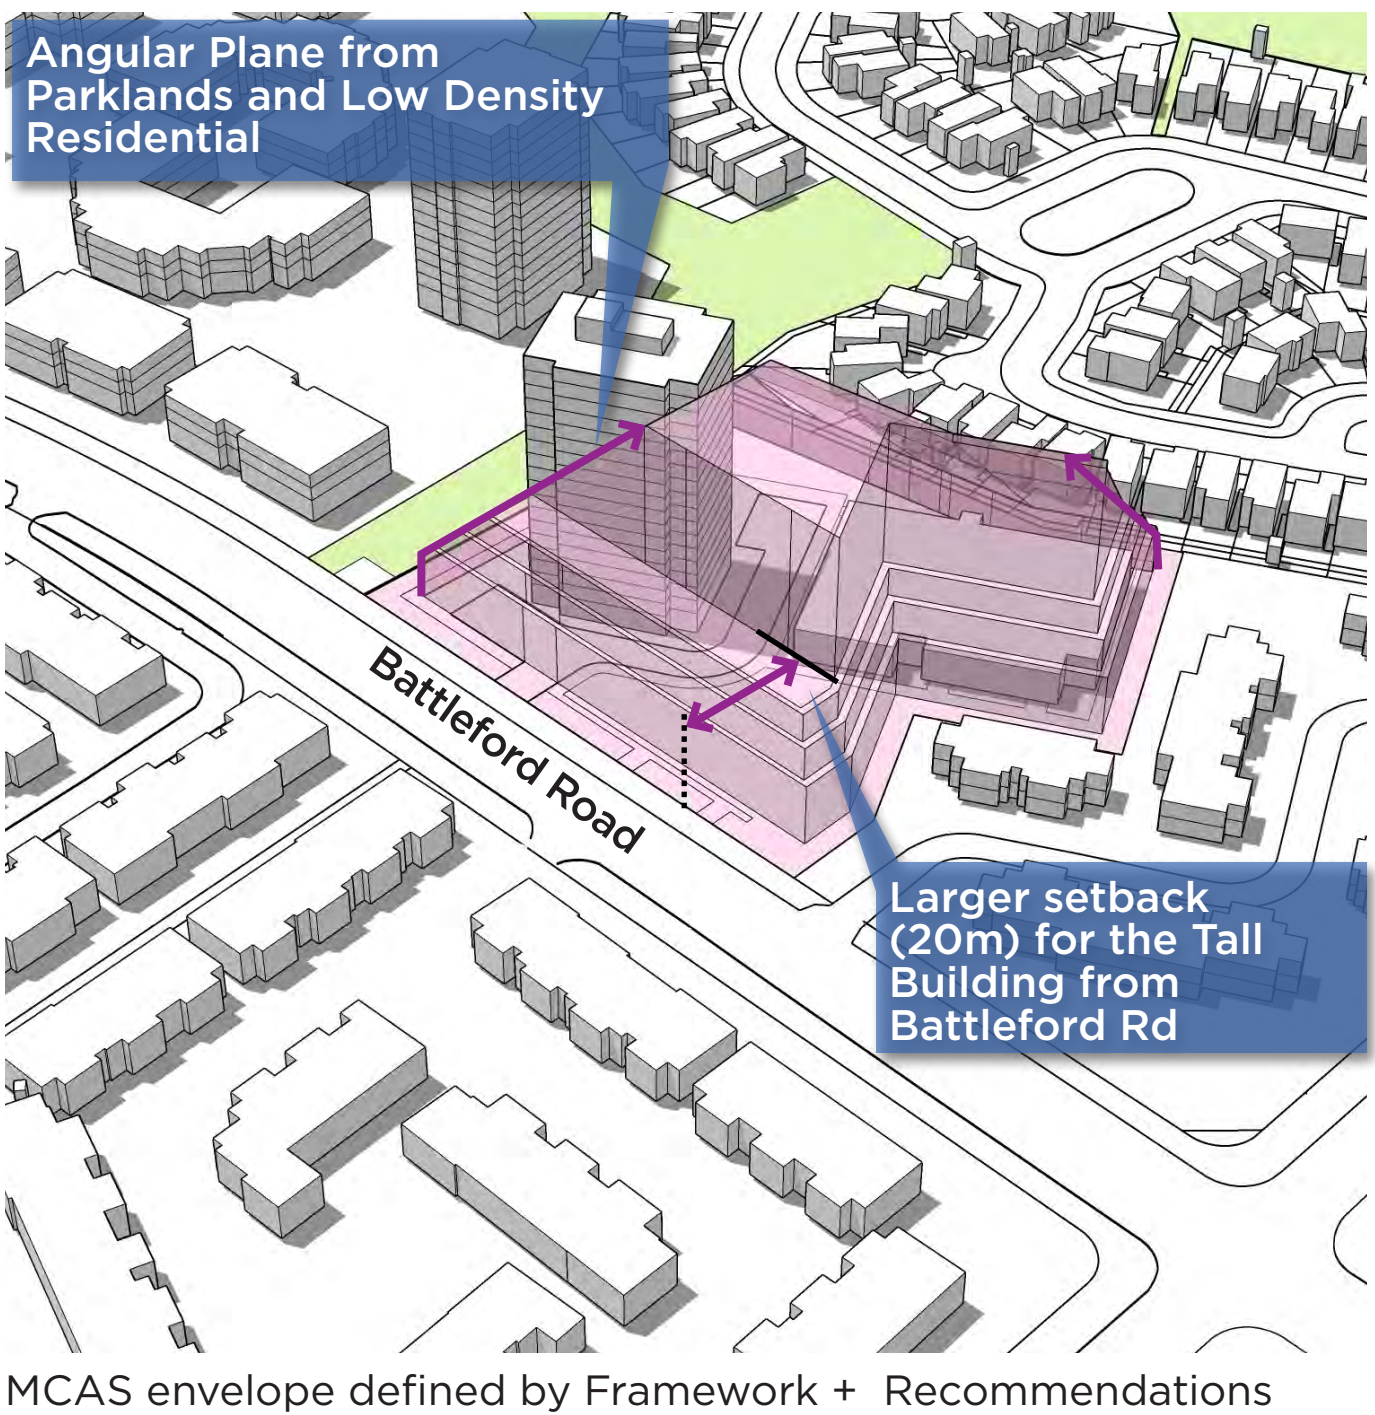 Angular Plane from
Parklands and Low Density
Residential
Battleford Road
Larger setback
(20m) for the Tall
Building from
Battleford Rd
MCAS envelope defined by Framework + Recommendations